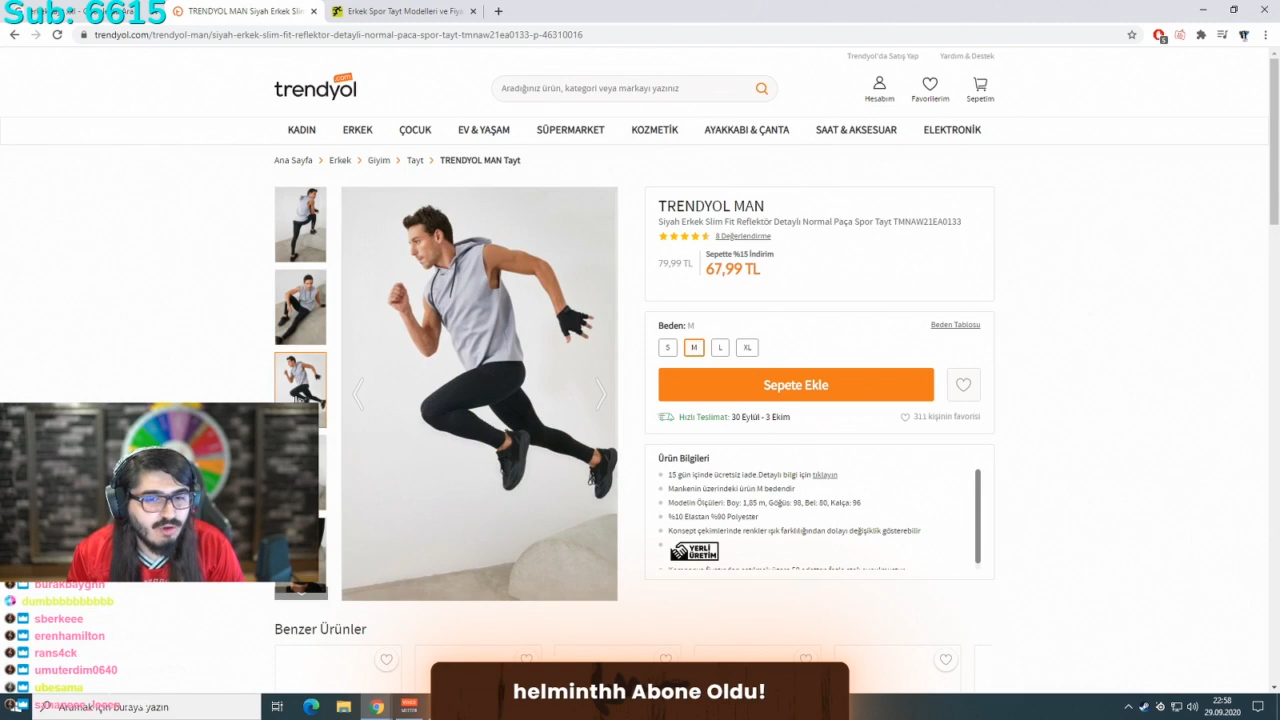 Sub: 6615
TRENDYOL MAN Siyah Erkek Slim Fi
Erkek Spor Tayt Modelleri ve Fiya
trendyol.com/trendyol-man/siyah-erkek-slim-fit-reflektor-detayli-normal-paca-spor-tayt-tmnaw21ea0133-p-46310016
Trendyol'da Satış Yap
Yardım & Destek
trendyol.com
Aradığınız ürün, kategori veya markayı yazınız
Hesabım
Favorilerim
Sepetim
KADIN
ERKEK
ÇOCUK
EV & YAŞAM
SÜPERMARKET
KOZMETİK
AYAKKABI & ÇANTA
SAAT & AKSESUAR
ELEKTRONİK
Ana Sayfa > Erkek > Giyim > Tayt > TRENDYOL MAN Tayt
TRENDYOL MAN
Siyah Erkek Slim Fit Reflektör Detaylı Normal Paça Spor Tayt TMNAW21EA0133
8 Değerlendirme
79,99 TL
Sepette %15 İndirim
67,99 TL
Beden: M
Beden Tablosu
S
M
L
XL
Sepete Ekle
Hızlı Teslimat: 30 Eylül - 3 Ekim
311 kişinin favorisi
Ürün Bilgileri
15 gün içinde ücretsiz iade.Detaylı bilgi için tıklayın
Mankenin üzerindeki ürün M bedendir
Modelin Ölçüleri: Boy: 1,85 m, Göğüs: 98, Bel: 80, Kalça: 96
%10 Elastan %90 Polyester
Konsept çekimlerinde renkler ışık farklılığından dolayı değişiklik gösterebilir
YERLİ
ÜRETİM
burakbayghn
dumbbbbbbbbbb
sberkeee
erenhamilton
rans4ck
umuterdim0640
ubesama
Benzer Ürünler
helminthh Abone Oldu!
Aramak için buraya yazın
22:58
29.09.2020